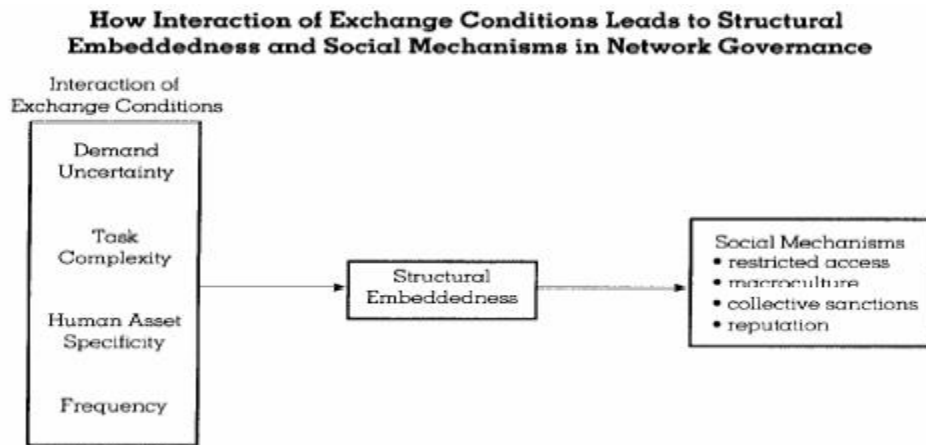 How Interaction of Exchange Conditions Leads to Structural
Embeddedness and Social Mechanisms in Network Governance
Interaction of
Exchange Conditions
Demand
Uncertainty
Task
Complexity
Human Asset
Specificity
Frequency
Structural
Embeddedness
Social Mechanisms
• restricted access
• macroculture
• collective sanctions
• reputation